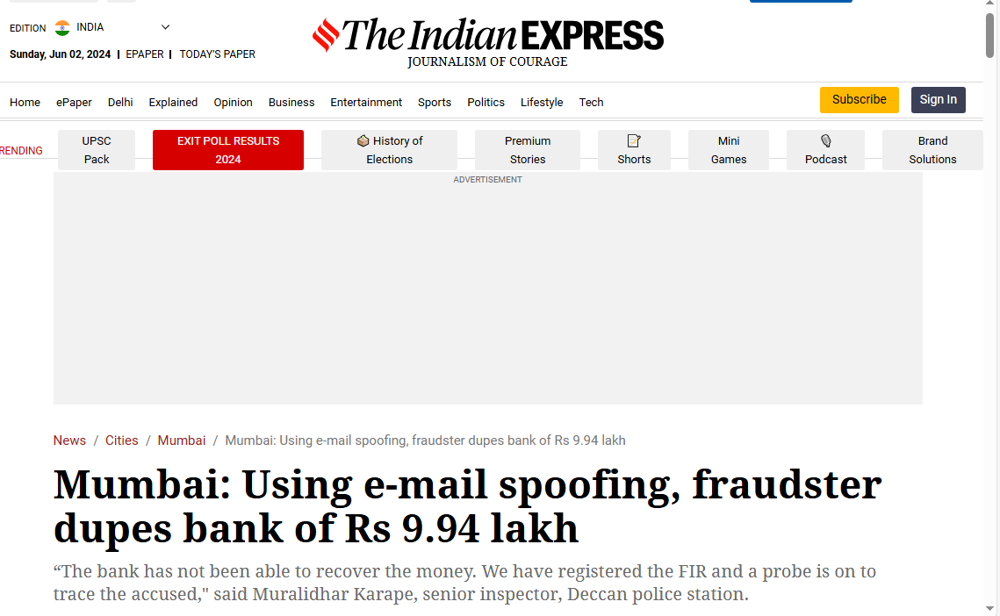 EDITION INDIA
The Indian EXPRESS
JOURNALISM OF COURAGE
Sunday, Jun 02, 2024 | EPAPER | TODAY'S PAPER
Home ePaper Delhi Explained Opinion Business Entertainment Sports Politics Lifestyle Tech
Subscribe Sign In
RENDING
UPSC
Pack
EXIT POLL RESULTS
2024
History of
Elections
Premium
Stories
Shorts
Mini
Games
Podcast
Brand
Solutions
ADVERTISEMENT
News / Cities / Mumbai / Mumbai: Using e-mail spoofing, fraudster dupes bank of Rs 9.94 lakh
Mumbai: Using e-mail spoofing, fraudster
dupes bank of Rs 9.94 lakh
“The bank has not been able to recover the money. We have registered the FIR and a probe is on to
trace the accused," said Muralidhar Karape, senior inspector, Deccan police station.